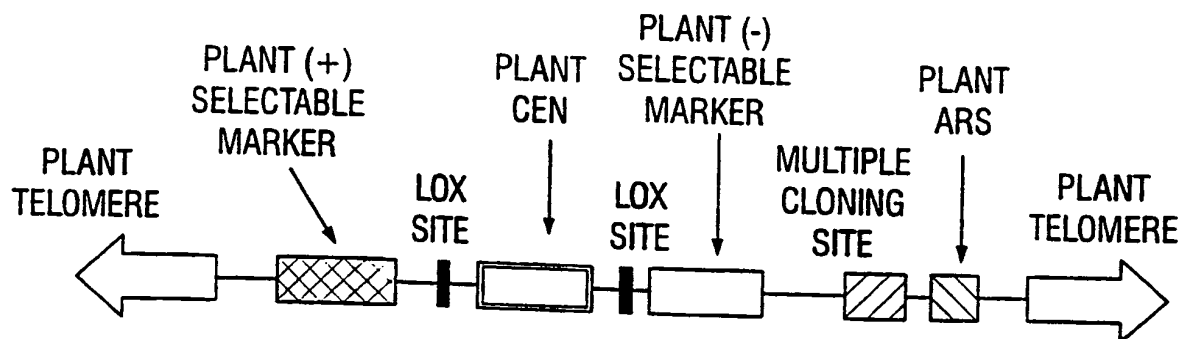 PLANT
TELOMERE
PLANT (+)
SELECTABLE
MARKER
LOX
SITE
PLANT
CEN
LOX
SITE
PLANT (-)
SELECTABLE
MARKER
MULTIPLE
CLONING
SITE
PLANT
ARS
PLANT
TELOMERE